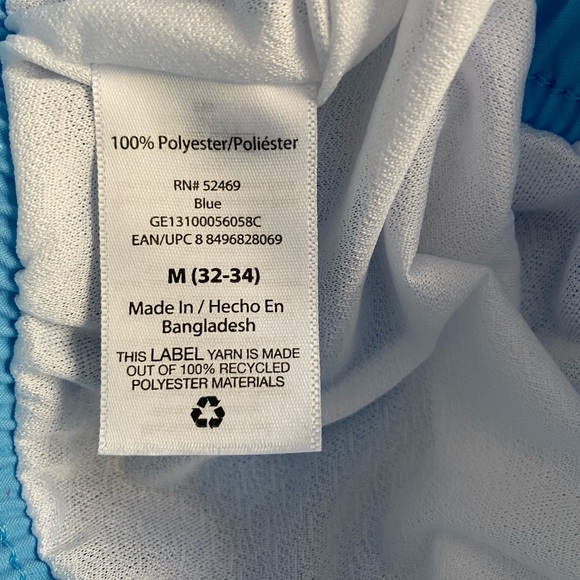 100% Polyester/Poliéster
RN# 52469
Blue
GE13100056058C
EAN/UPC 8 8496828069
M (32-34)
Made In / Hecho En
Bangladesh
THIS LABEL YARN IS MADE
OUT OF 100% RECYCLED
POLYESTER MATERIALS